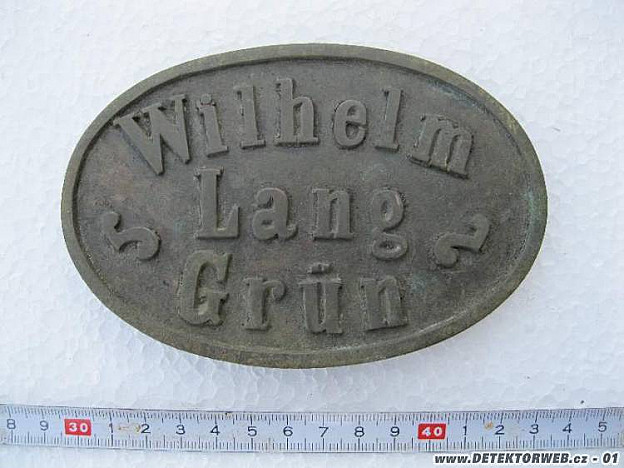 Wilhelm
Lang
Grün
8 9 30 1 2 3 4 5 6 7 8 9 40 1 2 3 4 5
www.DETEKTORWEB.cz - 01